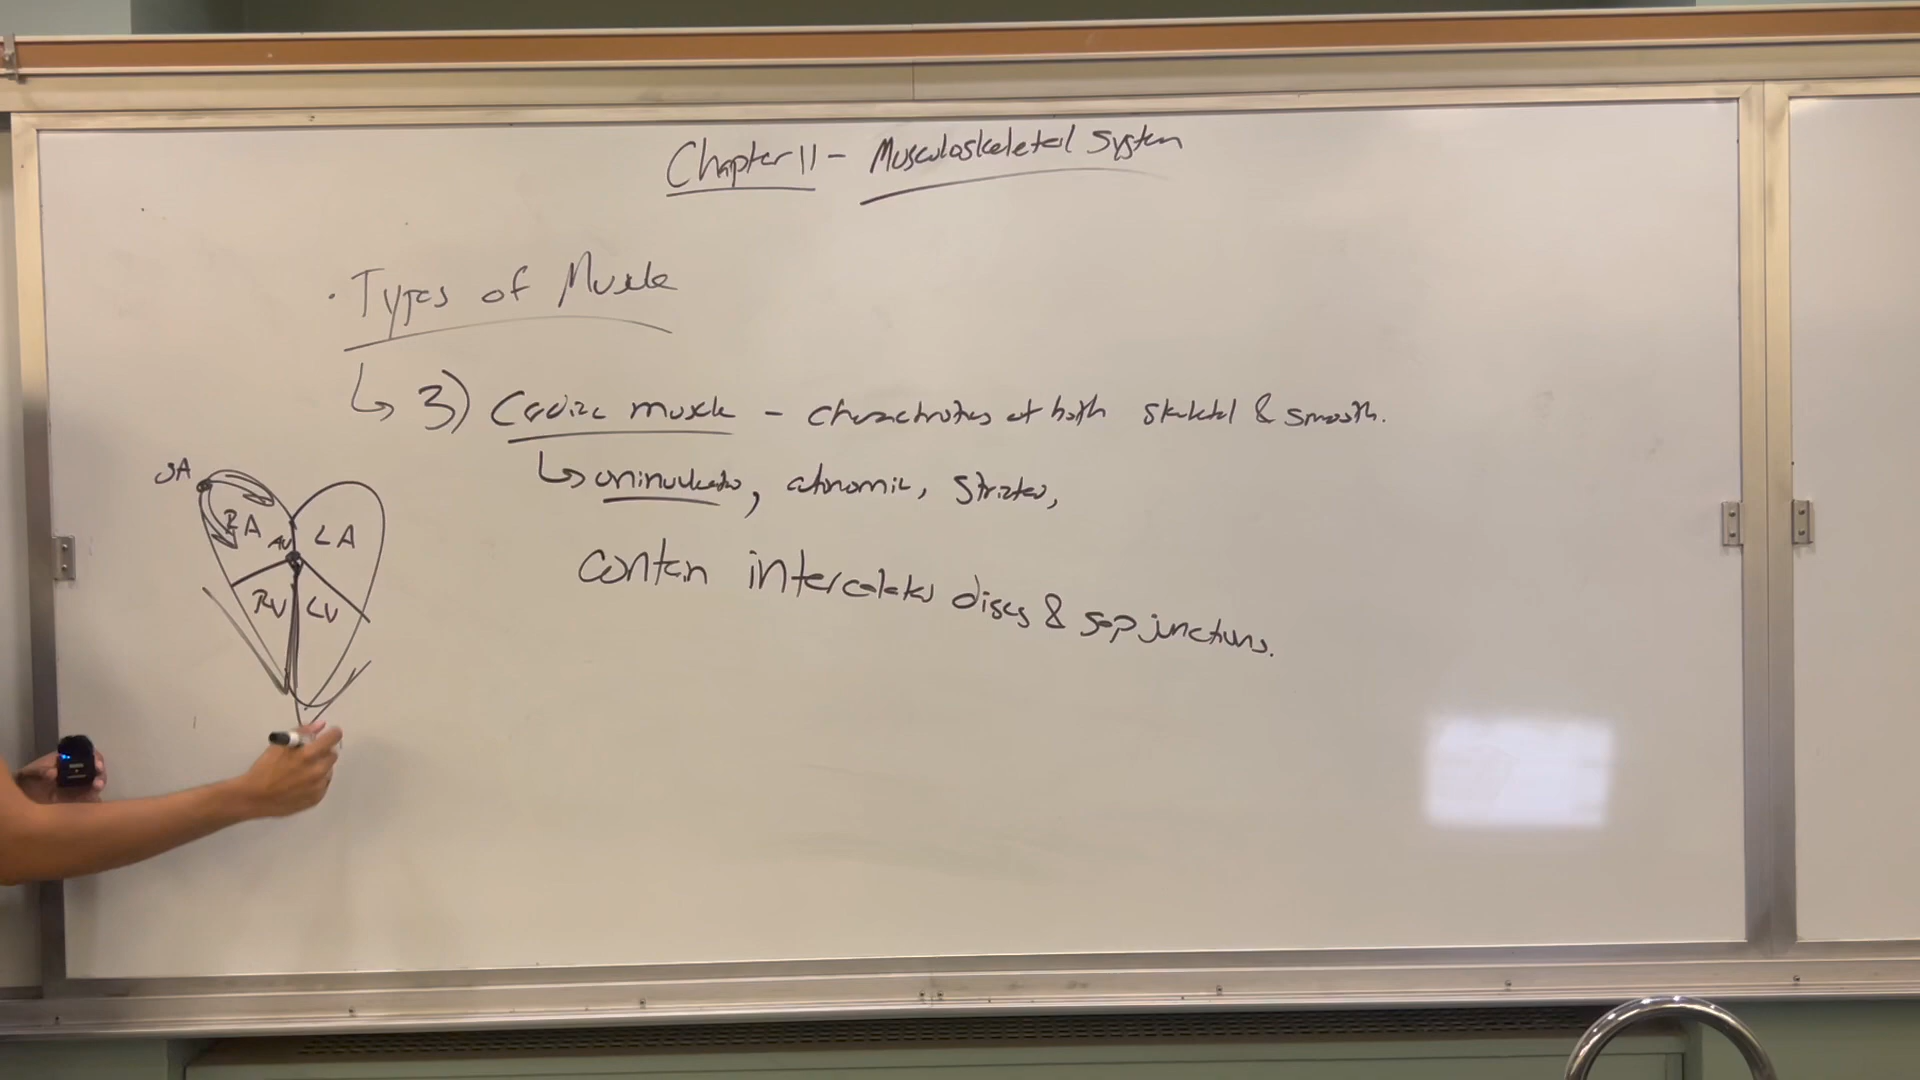 Chapter 11 - Musculoskeletal System
· Types of Muscle
↳ 3) Cardiac muscle - characteristics of both skeletal & smooth.
↳ uninucleated, autonomic, striated,
contain intercalated discs & gap junctions.
SA
RA AV LA
RV LV